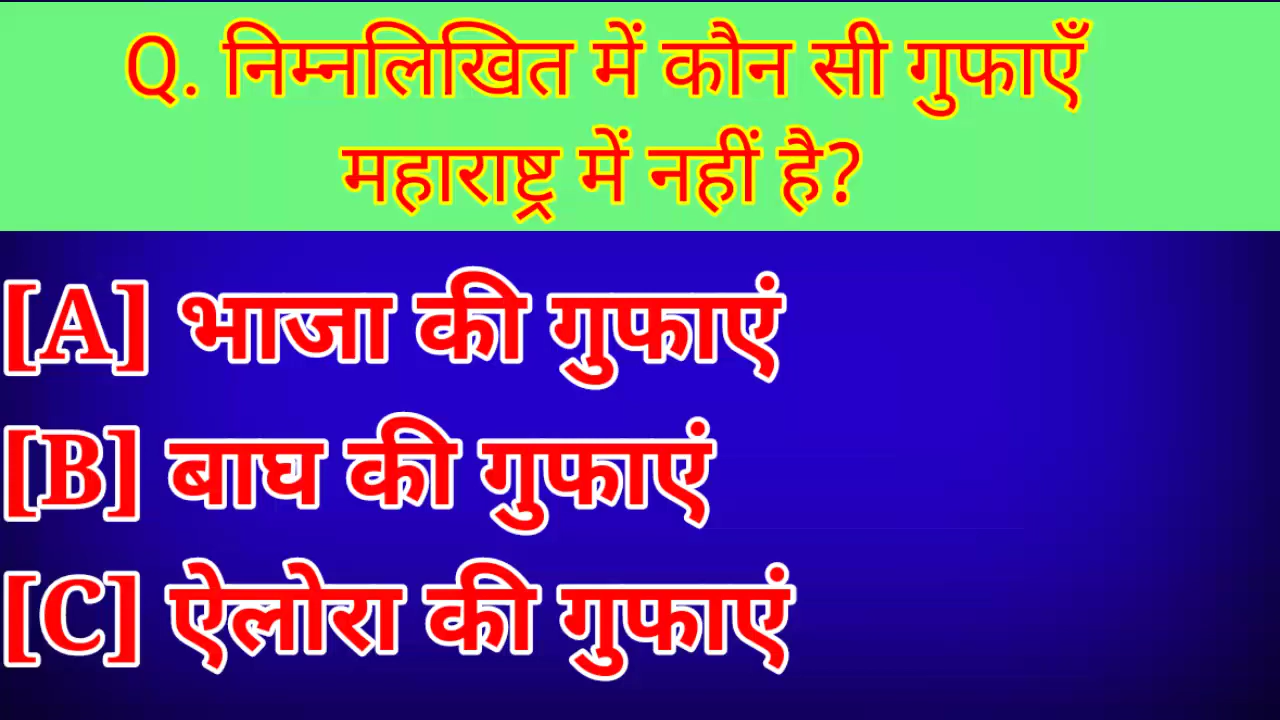 Q. निम्नलिखित में कौन सी गुफाएँ
महाराष्ट्र में नहीं है?
[A] भाजा की गुफाएं
[B] बाघ की गुफाएं
[C] ऐलोरा की गुफाएं